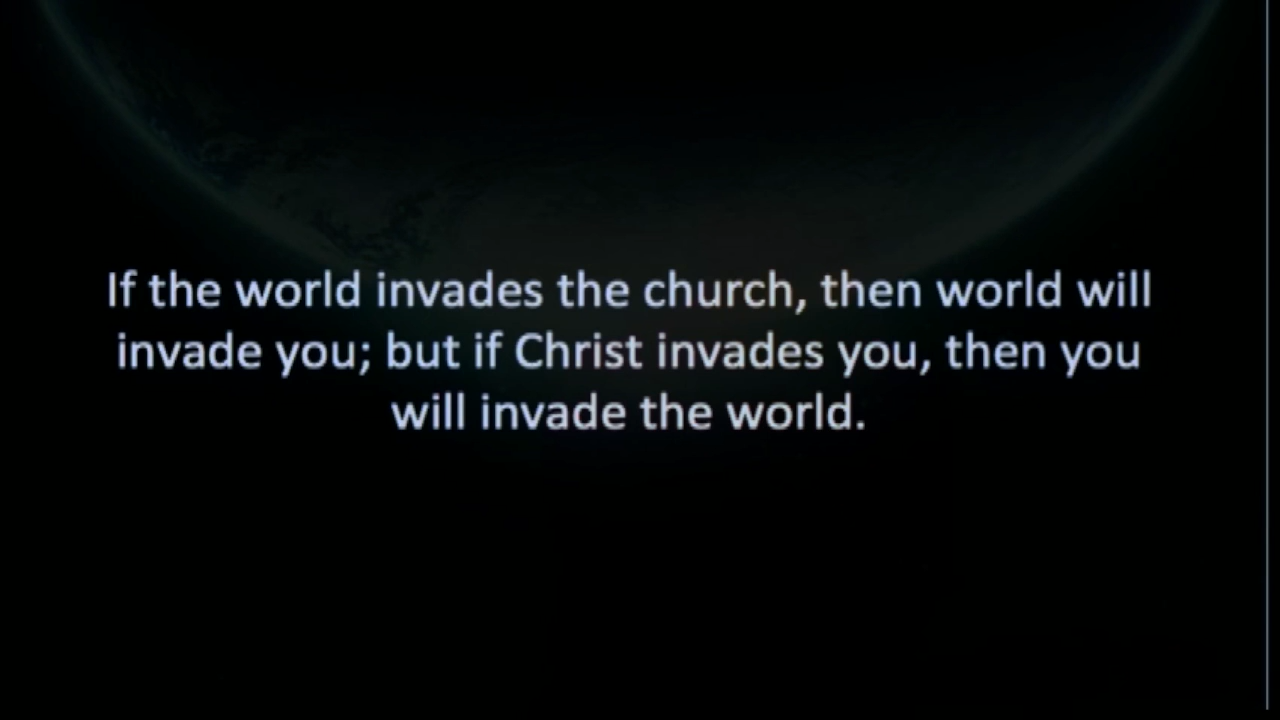 If the world invades the church, then world will
invade you; but if Christ invades you, then you
will invade the world.